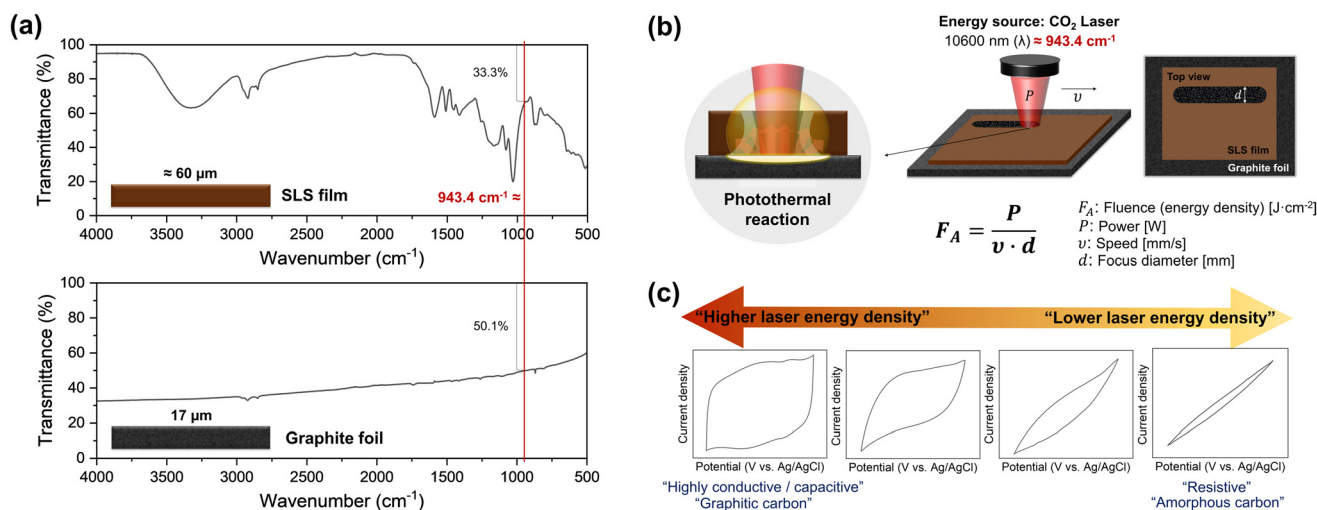 (a)
100
80
60
40
20
0
Transmittance (%)
33.3%
≈ 60 µm
SLS film
943.4 cm⁻¹ ≈
4000 3500 3000 2500 2000 1500 1000 500
Wavenumber (cm⁻¹)
100
80
60
40
20
0
Transmittance (%)
50.1%
17 µm
Graphite foil
4000 3500 3000 2500 2000 1500 1000 500
Wavenumber (cm⁻¹)
(b)
Energy source: CO₂ Laser
10600 nm (λ) ≈ 943.4 cm⁻¹
P
υ
Top view
d
SLS film
Graphite foil
Photothermal
reaction
F_A = P / υ · d
F_A: Fluence (energy density) [J·cm⁻²]
P: Power [W]
υ: Speed [mm/s]
d: Focus diameter [mm]
(c)
“Higher laser energy density”
“Lower laser energy density”
Current density
Potential (V vs. Ag/AgCl)
Current density
Potential (V vs. Ag/AgCl)
Current density
Potential (V vs. Ag/AgCl)
Current density
Potential (V vs. Ag/AgCl)
“Highly conductive / capacitive”
“Graphitic carbon”
“Resistive”
“Amorphous carbon”